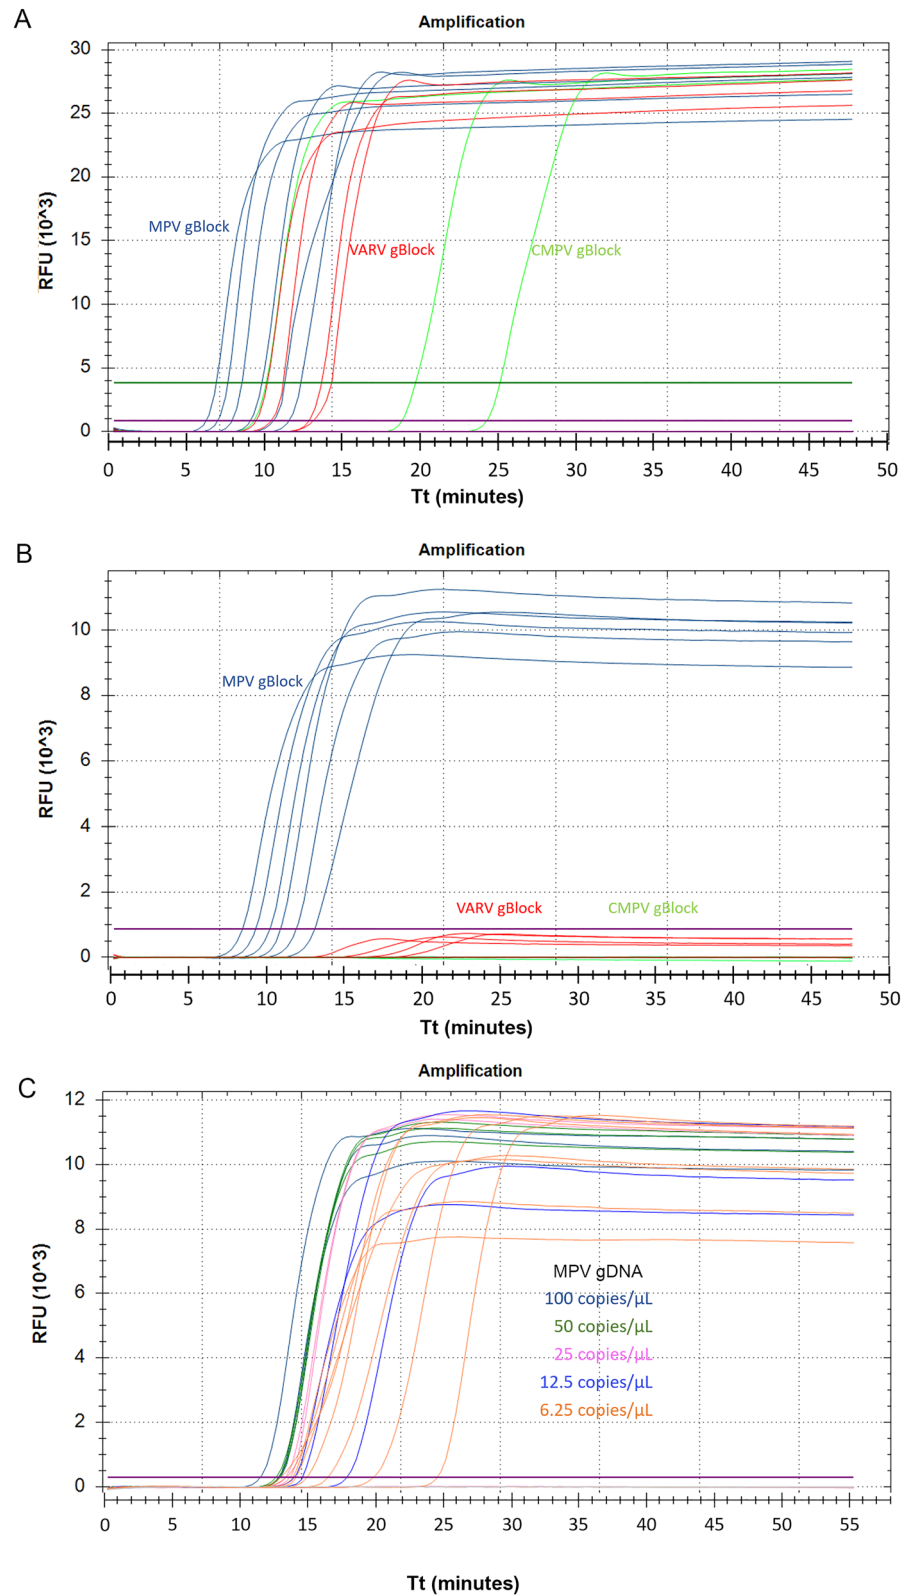 A
Amplification
30
25
20
15
10
5
0
RFU (10^3)
MPV gBlock
VARV gBlock
CMPV gBlock
0 5 10 15 20 25 30 35 40 45 50
Tt (minutes)
B
Amplification
10
8
6
4
2
0
RFU (10^3)
MPV gBlock
VARV gBlock
CMPV gBlock
0 5 10 15 20 25 30 35 40 45 50
Tt (minutes)
C
Amplification
12
10
8
6
4
2
0
RFU (10^3)
MPV gDNA
100 copies/µL
50 copies/µL
25 copies/µL
12.5 copies/µL
6.25 copies/µL
0 5 10 15 20 25 30 35 40 45 50 55
Tt (minutes)